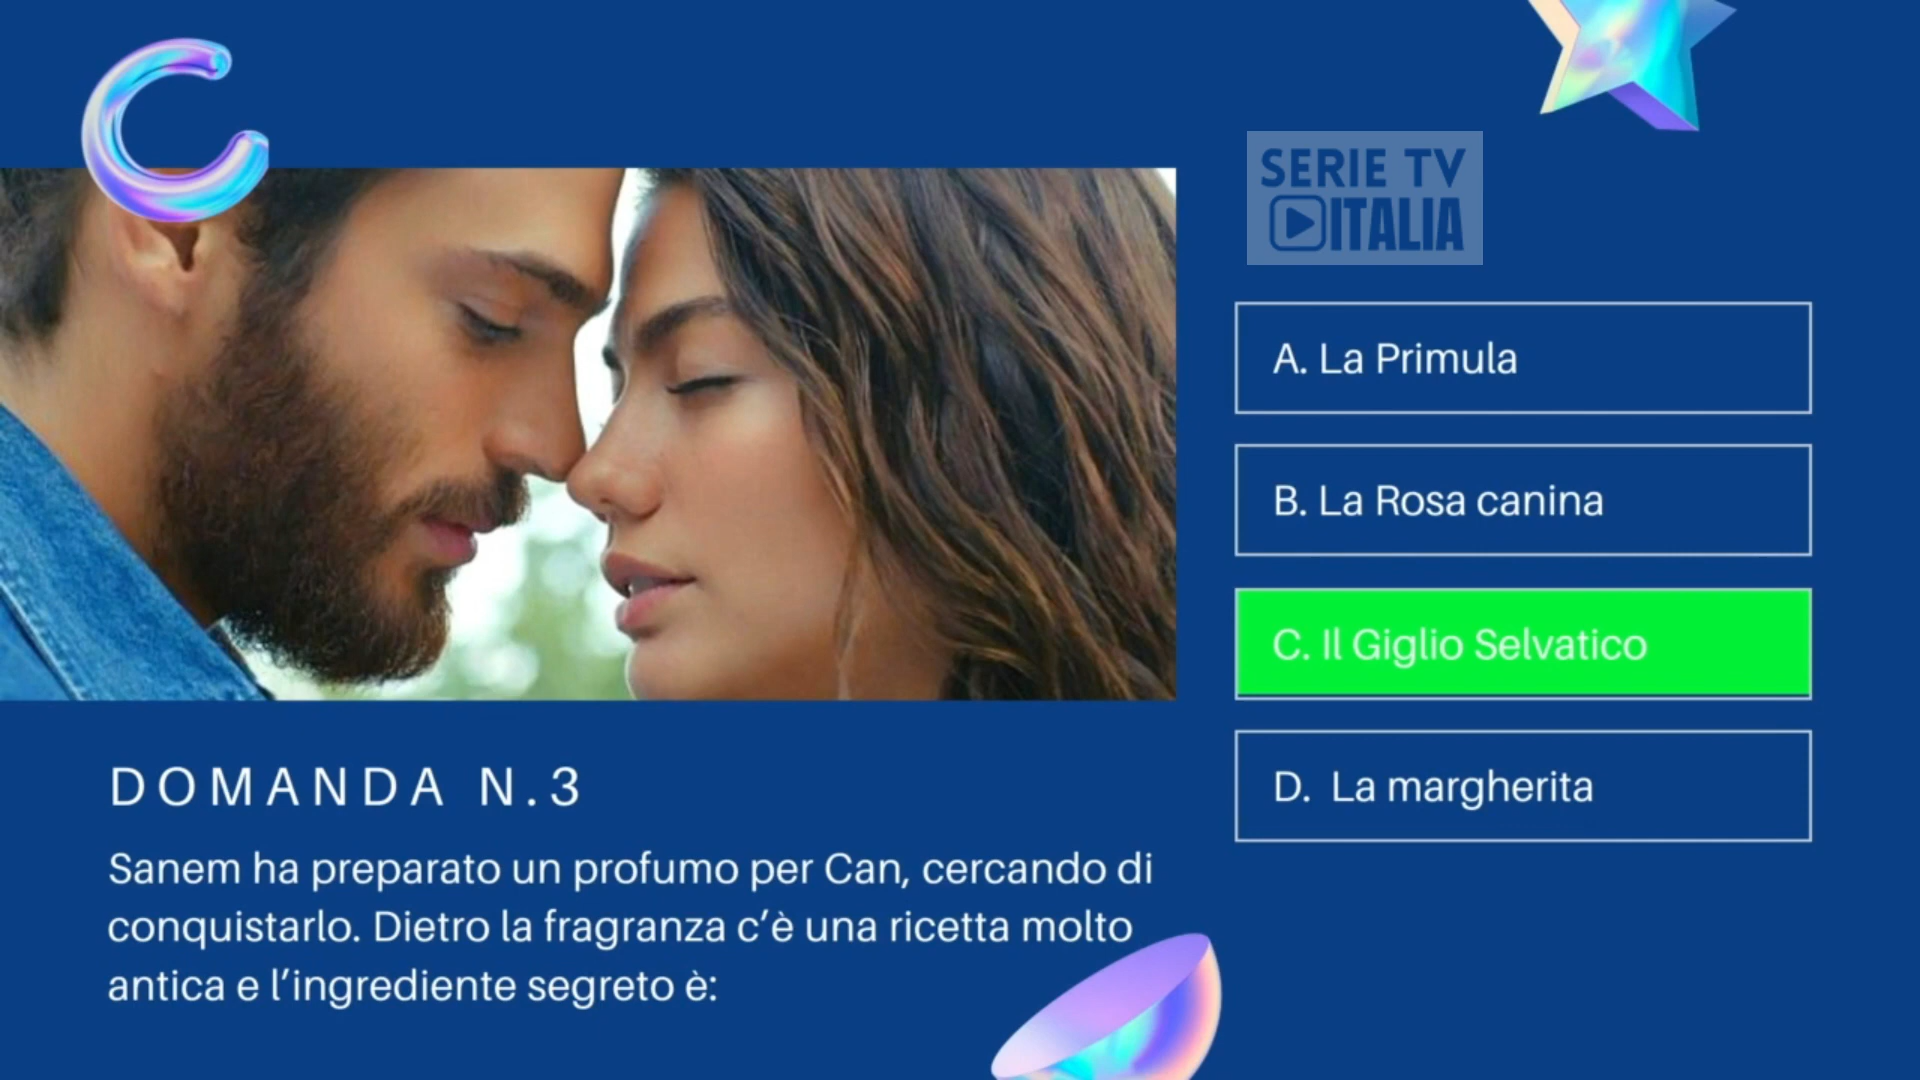 SERIE TV
ITALIA
A. La Primula
B. La Rosa canina
C. Il Giglio Selvatico
D. La margherita
DOMANDA N.3
Sanem ha preparato un profumo per Can, cercando di
conquistarlo. Dietro la fragranza c’è una ricetta molto
antica e l’ingrediente segreto è: